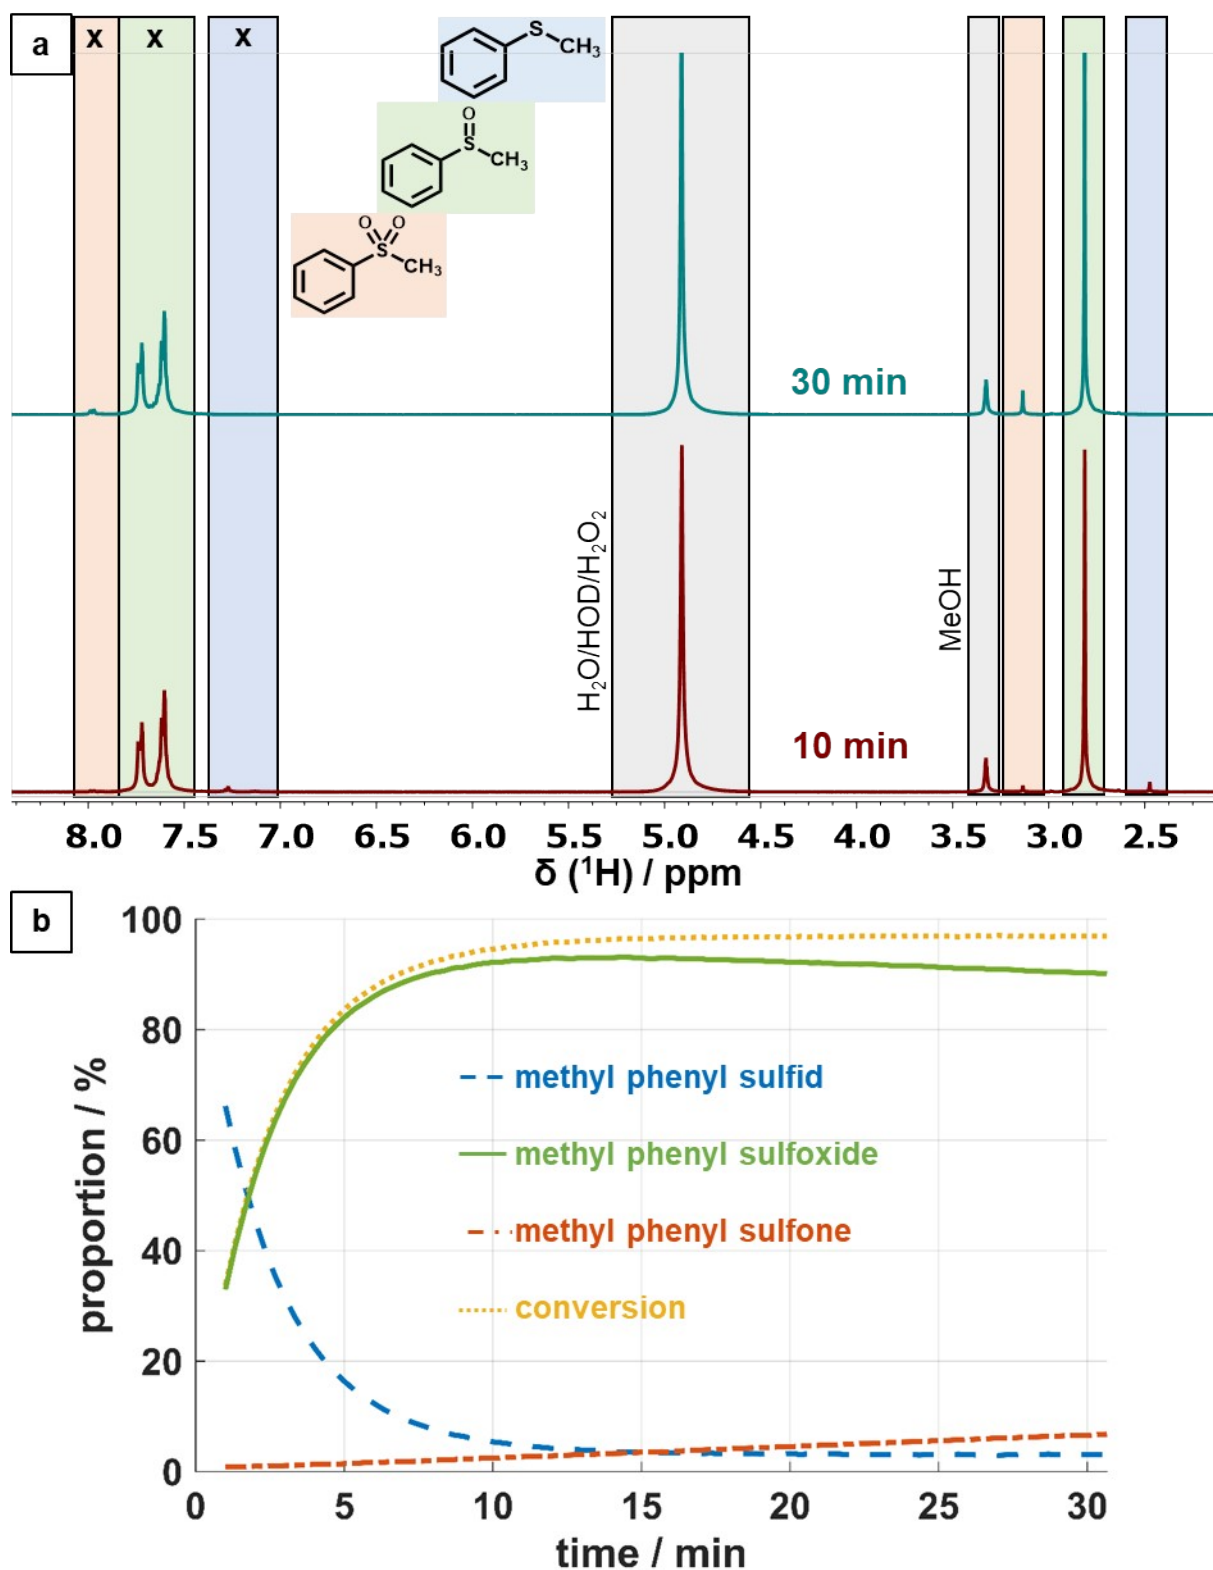 a
x x x
S
CH3
O
S
CH3
O O
S
CH3
30 min
H2O/HOD/H2O2
MeOH
10 min
8.0 7.5 7.0 6.5 6.0 5.5 5.0 4.5 4.0 3.5 3.0 2.5
δ (¹H) / ppm
b
100
80
60
40
20
0
proportion / %
methyl phenyl sulfid
methyl phenyl sulfoxide
methyl phenyl sulfone
conversion
0 5 10 15 20 25 30
time / min